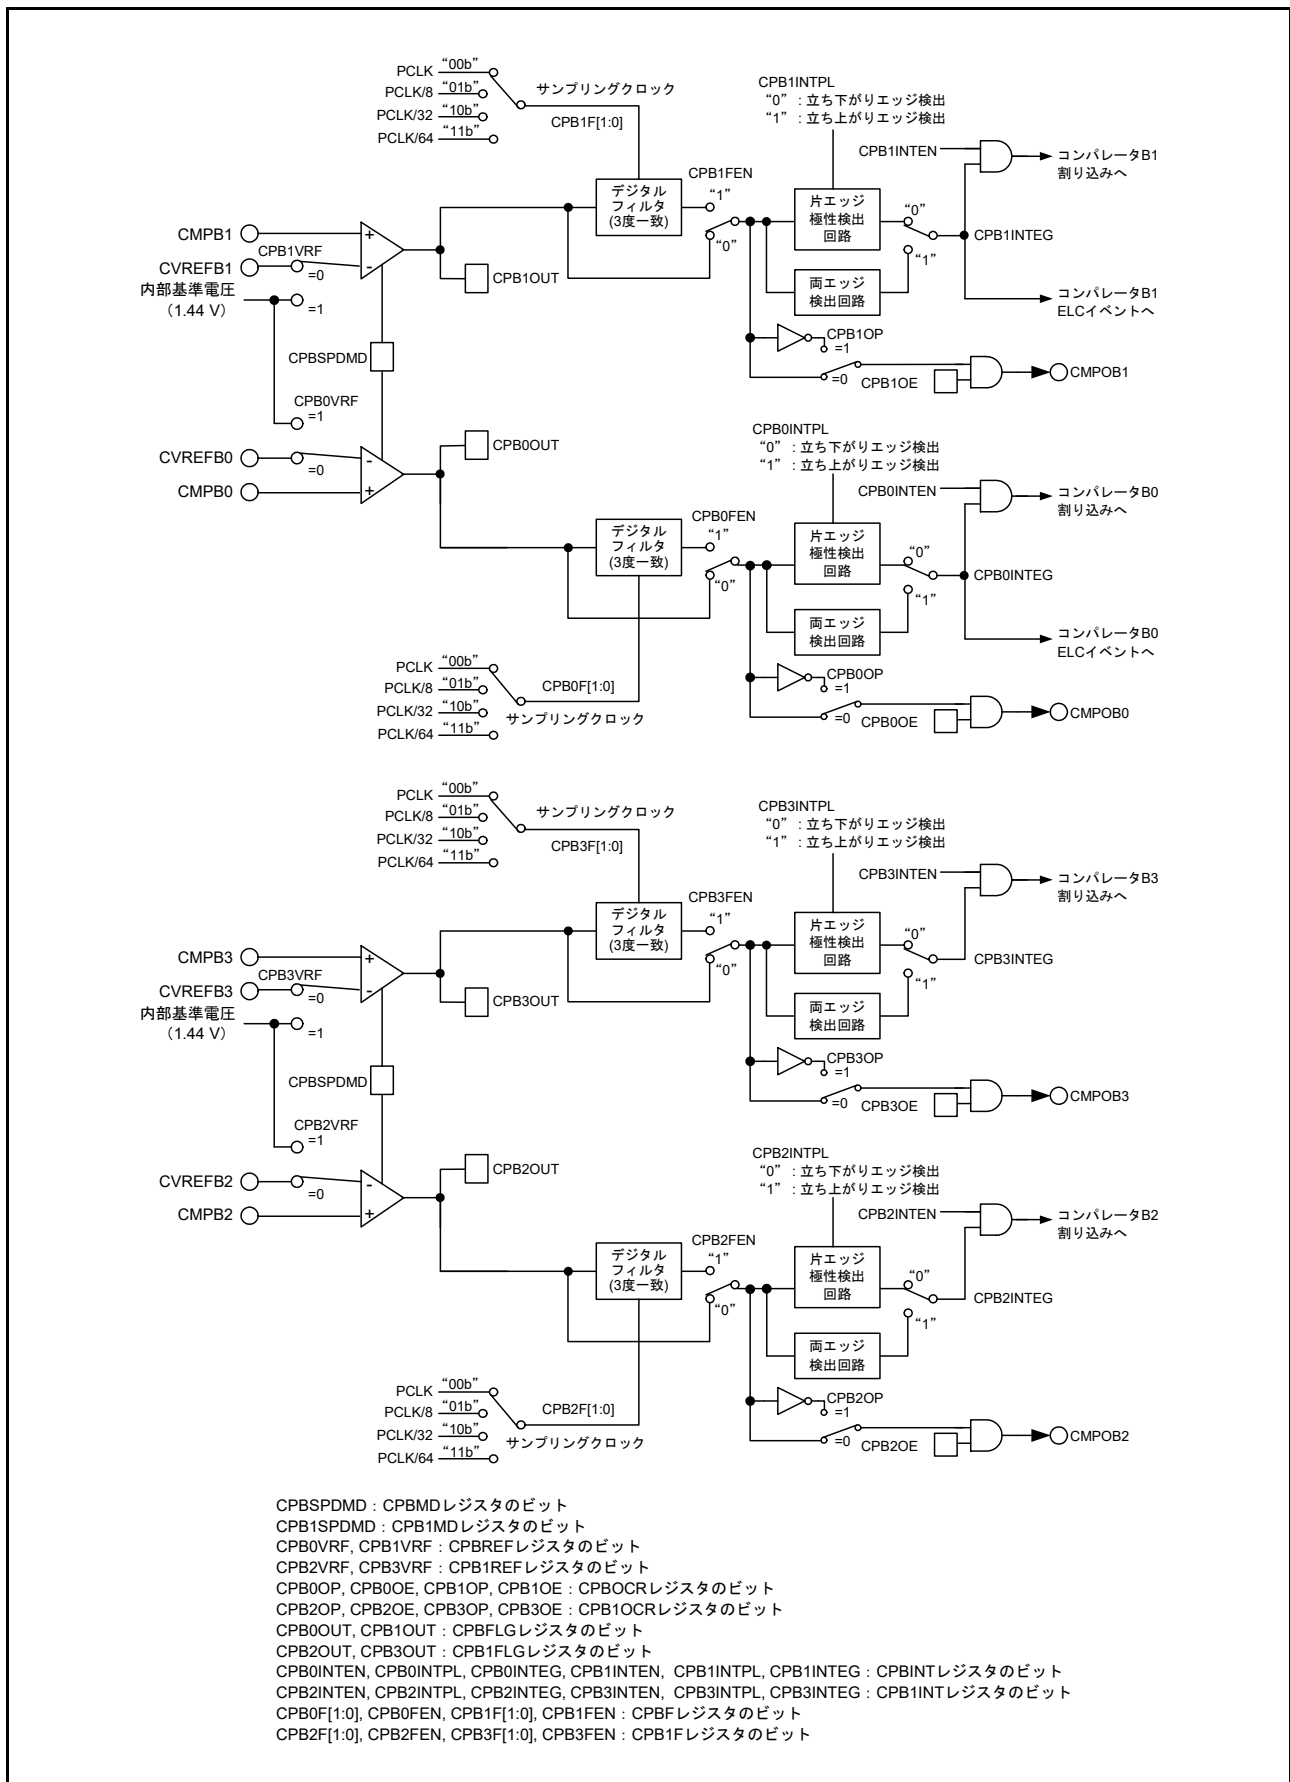 PCLK “00b”
PCLK/8 “01b”
PCLK/32 “10b”
PCLK/64 “11b”
サンプリングクロック
CPB1F[1:0]
CPB1INTPL
“0” : 立ち下がりエッジ検出
“1” : 立ち上がりエッジ検出
CPB1INTEN
コンパレータB1
割り込みへ
デジタル
フィルタ
(3度一致)
CPB1FEN
“1”
“0”
片エッジ
極性検出
回路
“0”
“1”
CPB1INTEG
両エッジ
検出回路
コンパレータB1
ELCイベントへ
CMPB1
CVREFB1
CPB1VRF
=0
+
-
内部基準電圧
(1.44 V)
=1
CPB1OUT
CPB1OP
=1
=0
CPB1OE
CMPOB1
CPBSPDMD
CPB0VRF
=1
CVREFB0
=0
CMPB0
-
+
CPB0OUT
CPB0INTPL
“0” : 立ち下がりエッジ検出
“1” : 立ち上がりエッジ検出
CPB0INTEN
コンパレータB0
割り込みへ
デジタル
フィルタ
(3度一致)
CPB0FEN
“1”
“0”
片エッジ
極性検出
回路
“0”
“1”
CPB0INTEG
両エッジ
検出回路
コンパレータB0
ELCイベントへ
PCLK “00b”
PCLK/8 “01b”
PCLK/32 “10b”
PCLK/64 “11b”
CPB0F[1:0]
サンプリングクロック
CPB0OP
=1
=0
CPB0OE
CMPOB0
PCLK “00b”
PCLK/8 “01b”
PCLK/32 “10b”
PCLK/64 “11b”
サンプリングクロック
CPB3F[1:0]
CPB3INTPL
“0” : 立ち下がりエッジ検出
“1” : 立ち上がりエッジ検出
CPB3INTEN
コンパレータB3
割り込みへ
デジタル
フィルタ
(3度一致)
CPB3FEN
“1”
“0”
片エッジ
極性検出
回路
“0”
“1”
CPB3INTEG
両エッジ
検出回路
CMPB3
CVREFB3
CPB3VRF
=0
+
-
内部基準電圧
(1.44 V)
=1
CPB3OUT
CPB3OP
=1
=0
CPB3OE
CMPOB3
CPBSPDMD
CPB2VRF
=1
CVREFB2
=0
CMPB2
-
+
CPB2OUT
CPB2INTPL
“0” : 立ち下がりエッジ検出
“1” : 立ち上がりエッジ検出
CPB2INTEN
コンパレータB2
割り込みへ
デジタル
フィルタ
(3度一致)
CPB2FEN
“1”
“0”
片エッジ
極性検出
回路
“0”
“1”
CPB2INTEG
両エッジ
検出回路
PCLK “00b”
PCLK/8 “01b”
PCLK/32 “10b”
PCLK/64 “11b”
CPB2F[1:0]
サンプリングクロック
CPB2OP
=1
=0
CPB2OE
CMPOB2
CPBSPDMD : CPBMDレジスタのビット
CPB1SPDMD : CPB1MDレジスタのビット
CPB0VRF, CPB1VRF : CPBREFレジスタのビット
CPB2VRF, CPB3VRF : CPB1REFレジスタのビット
CPB0OP, CPB0OE, CPB1OP, CPB1OE : CPBOCRレジスタのビット
CPB2OP, CPB2OE, CPB3OP, CPB3OE : CPB1OCRレジスタのビット
CPB0OUT, CPB1OUT : CPBFLGレジスタのビット
CPB2OUT, CPB3OUT : CPB1FLGレジスタのビット
CPB0INTEN, CPB0INTPL, CPB0INTEG, CPB1INTEN, CPB1INTPL, CPB1INTEG : CPBINTレジスタのビット
CPB2INTEN, CPB2INTPL, CPB2INTEG, CPB3INTEN, CPB3INTPL, CPB3INTEG : CPB1INTレジスタのビット
CPB0F[1:0], CPB0FEN, CPB1F[1:0], CPB1FEN : CPBFレジスタのビット
CPB2F[1:0], CPB2FEN, CPB3F[1:0], CPB3FEN : CPB1Fレジスタのビット